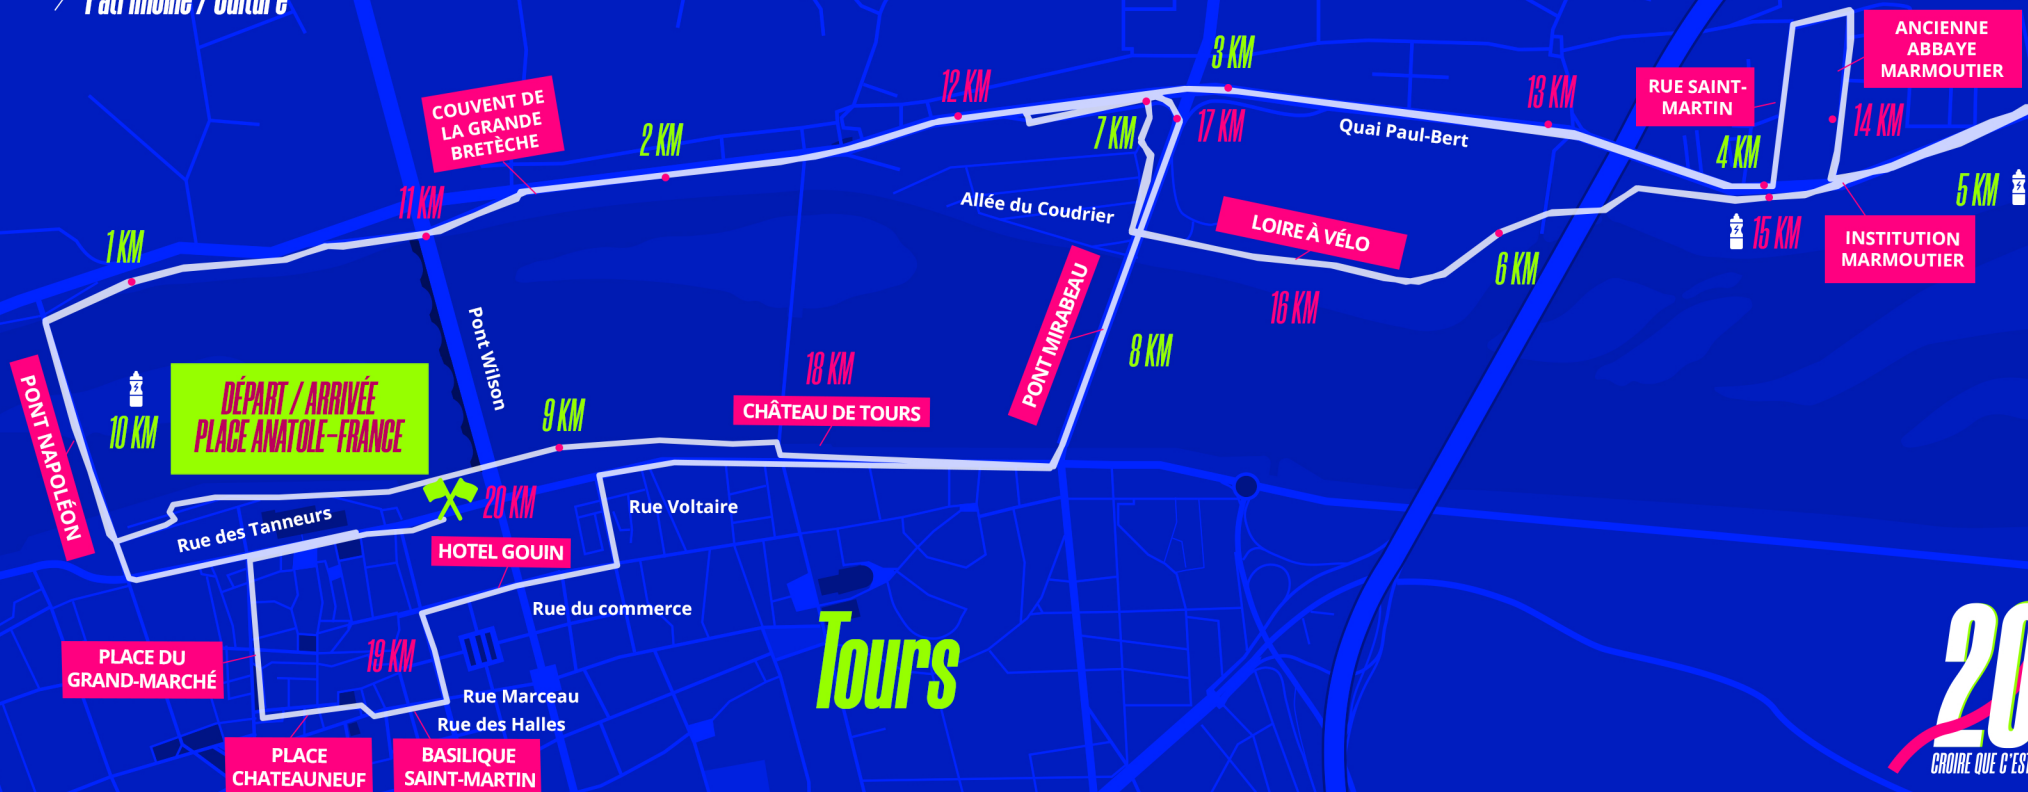 Patrimoine / Culture
ANCIENNE
ABBAYE
MARMOUTIER
3 KM
12 KM
13 KM
RUE SAINT-
MARTIN
COUVENT DE
LA GRANDE
BRETÈCHE
2 KM
7 KM
17 KM
Quai Paul-Bert
14 KM
4 KM
11 KM
Allée du Coudrier
5 KM
1 KM
LOIRE À VÉLO
15 KM
INSTITUTION
MARMOUTIER
6 KM
16 KM
Pont Wilson
PONT MIRABEAU
8 KM
18 KM
CHÂTEAU DE TOURS
9 KM
DÉPART / ARRIVÉE
PLACE ANATOLE-FRANCE
10 KM
PONT NAPOLÉON
20 KM
Rue Voltaire
Rue des Tanneurs
HOTEL GOUIN
Rue du commerce
Tours
19 KM
PLACE DU
GRAND-MARCHÉ
Rue Marceau
Rue des Halles
PLACE
CHATEAUNEUF
BASILIQUE
SAINT-MARTIN
20
CROIRE QUE C'EST